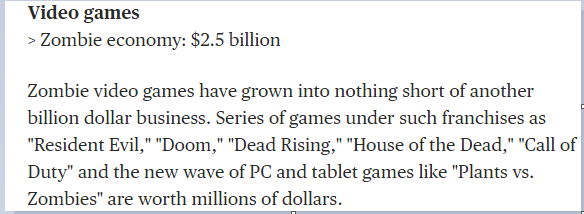 Video games
> Zombie economy: $2.5 billion
Zombie video games have grown into nothing short of another
billion dollar business. Series of games under such franchises as
"Resident Evil," "Doom," "Dead Rising," "House of the Dead," "Call of
Duty" and the new wave of PC and tablet games like "Plants vs.
Zombies" are worth millions of dollars.